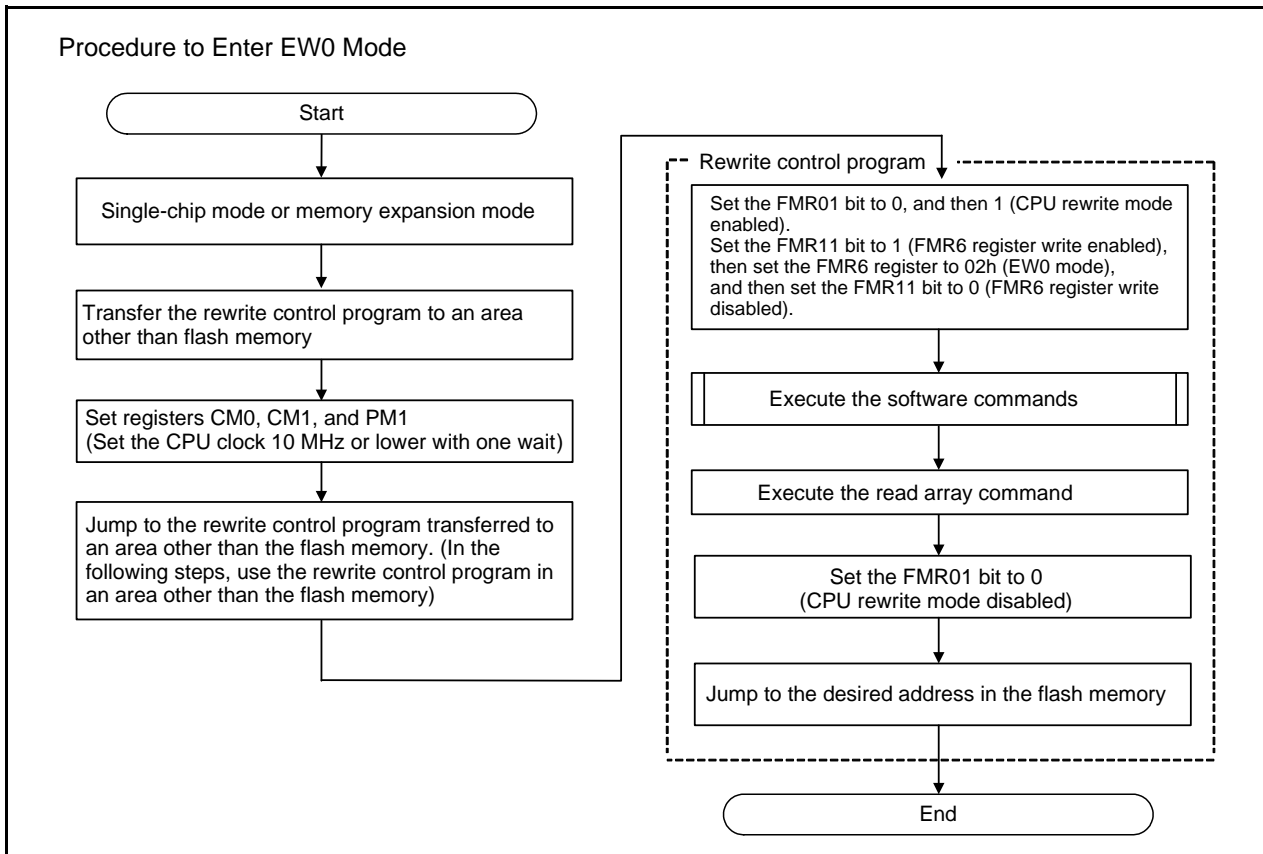 Procedure to Enter EW0 Mode
Start
Single-chip mode or memory expansion mode
Transfer the rewrite control program to an area
other than flash memory
Set registers CM0, CM1, and PM1
(Set the CPU clock 10 MHz or lower with one wait)
Jump to the rewrite control program transferred to
an area other than the flash memory. (In the
following steps, use the rewrite control program in
an area other than the flash memory)
Rewrite control program
Set the FMR01 bit to 0, and then 1 (CPU rewrite mode
enabled).
Set the FMR11 bit to 1 (FMR6 register write enabled),
then set the FMR6 register to 02h (EW0 mode),
and then set the FMR11 bit to 0 (FMR6 register write
disabled).
Execute the software commands
Execute the read array command
Set the FMR01 bit to 0
(CPU rewrite mode disabled)
Jump to the desired address in the flash memory
End